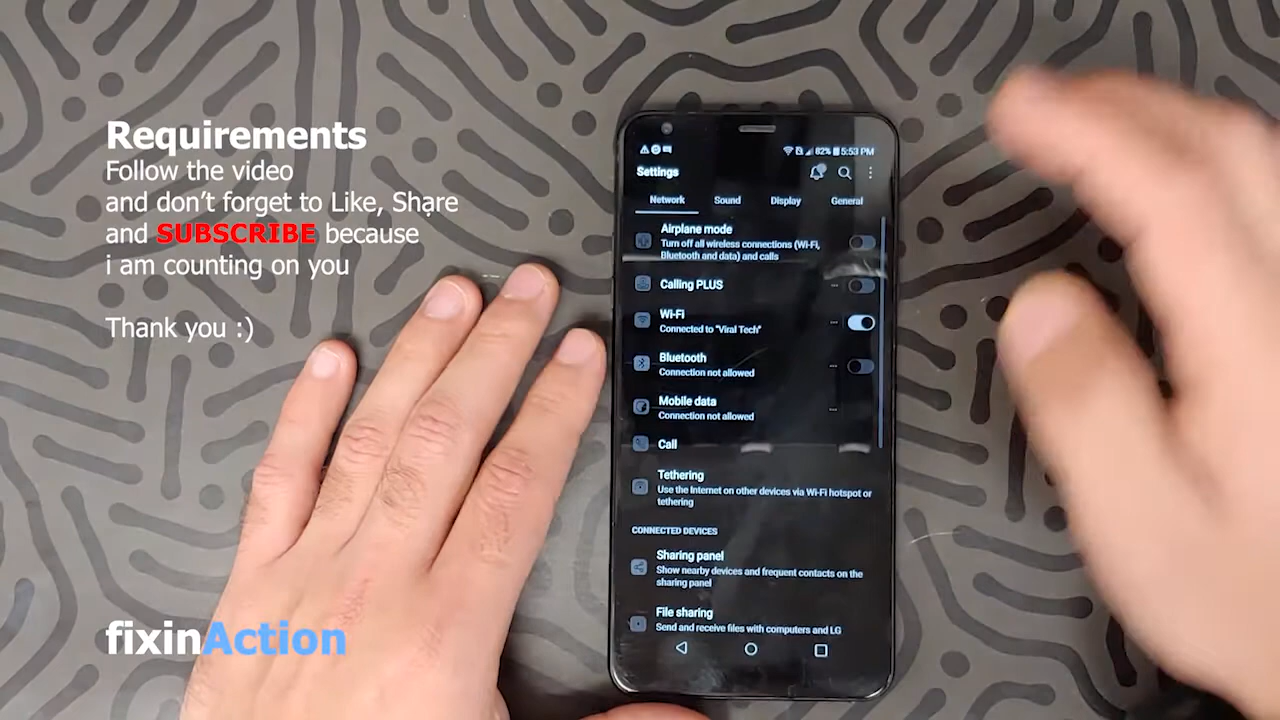 Requirements
Follow the video
and don't forget to Like, Share
and SUBSCRIBE because
i am counting on you
Thank you :)
fixinAction
82% 5:53 PM
Settings
Network Sound Display General
Airplane mode
Turn off all wireless connections (Wi-Fi,
Bluetooth and data) and calls
Calling PLUS
Wi-Fi
Connected to "Viral Tech"
Bluetooth
Connection not allowed
Mobile data
Connection not allowed
Call
Tethering
Use the Internet on other devices via Wi-Fi hotspot or
tethering
CONNECTED DEVICES
Sharing panel
Show nearby devices and frequent contacts on the
sharing panel
File sharing
Send and receive files with computers and LG